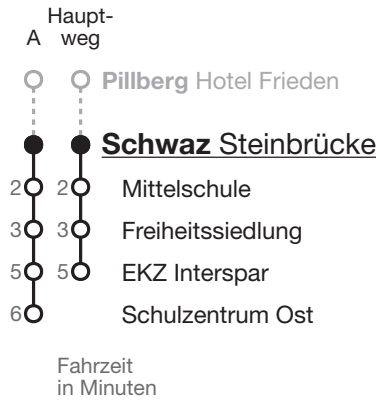 Haupt-
A weg
Pillberg Hotel Frieden
Schwaz Steinbrücke
2 2 Mittelschule
3 3 Freiheitssiedlung
5 5 EKZ Interspar
6 Schulzentrum Ost
Fahrzeit
in Minuten